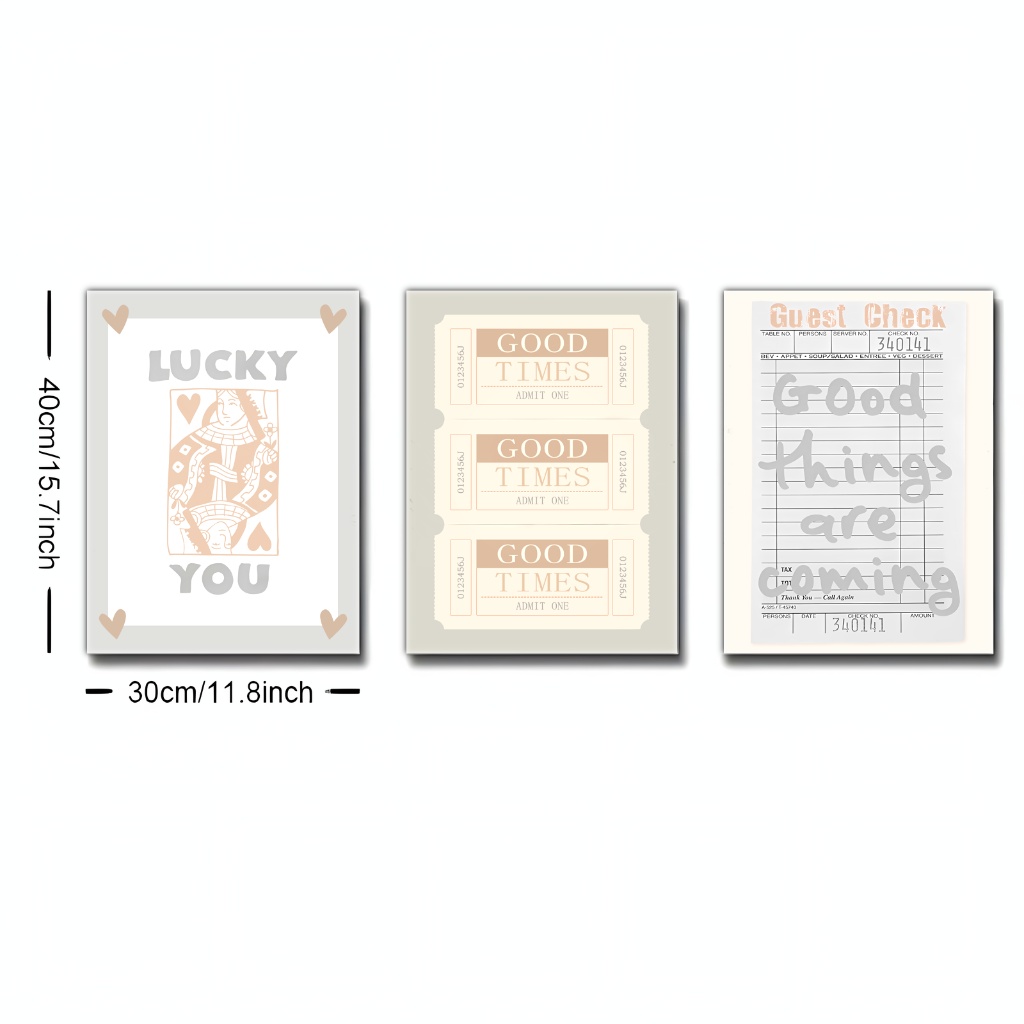 40cm/15.7inch
30cm/11.8inch
LUCKY
YOU
GOOD
TIMES
ADMIT ONE
0123456J
0123456J
GOOD
TIMES
ADMIT ONE
0123456J
0123456J
GOOD
TIMES
ADMIT ONE
0123456J
0123456J
Guest Check
TABLE NO. PERSONS SERVER NO. CHECK NO.
340141
BEV • APPET • SOUP/SALAD • ENTREE • VEG • DESSERT
Good
things
are
coming
TAX
Thank You — Call Again
PERSONS DATE CHECK NO. AMOUNT
340141